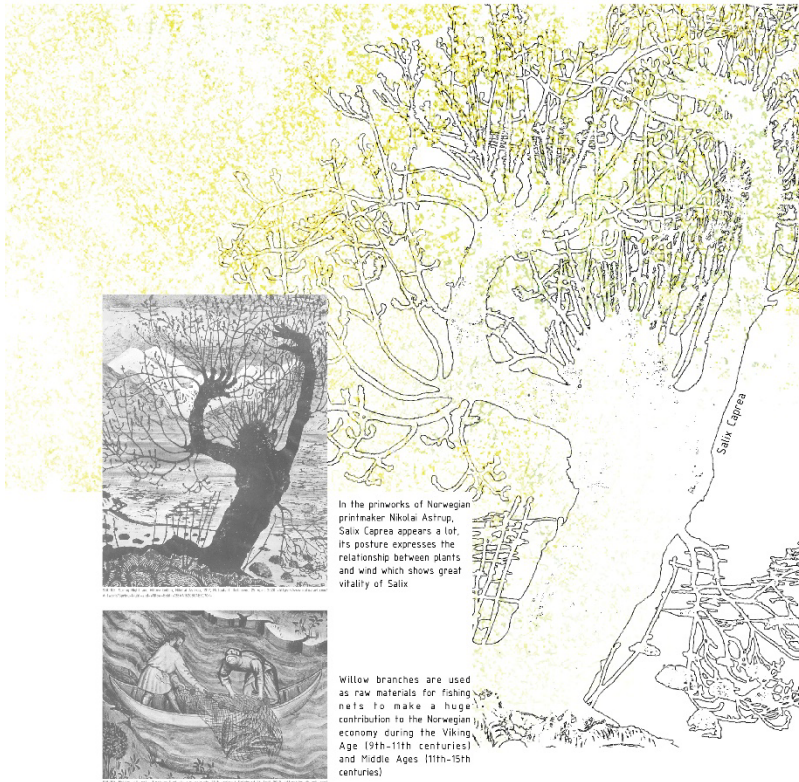 Salix Caprea
In the prinworks of Norwegian
printmaker Nikolai Astrup,
Salix Caprea appears a lot,
its posture expresses the
relationship between plants
and wind which shows great
vitality of Salix
Willow branches are used
as raw materials for fishing
nets to make a huge
contribution to the Norwegian
economy during the Viking
Age (9th-11th centuries)
and Middle Ages (11th-15th
centuries)